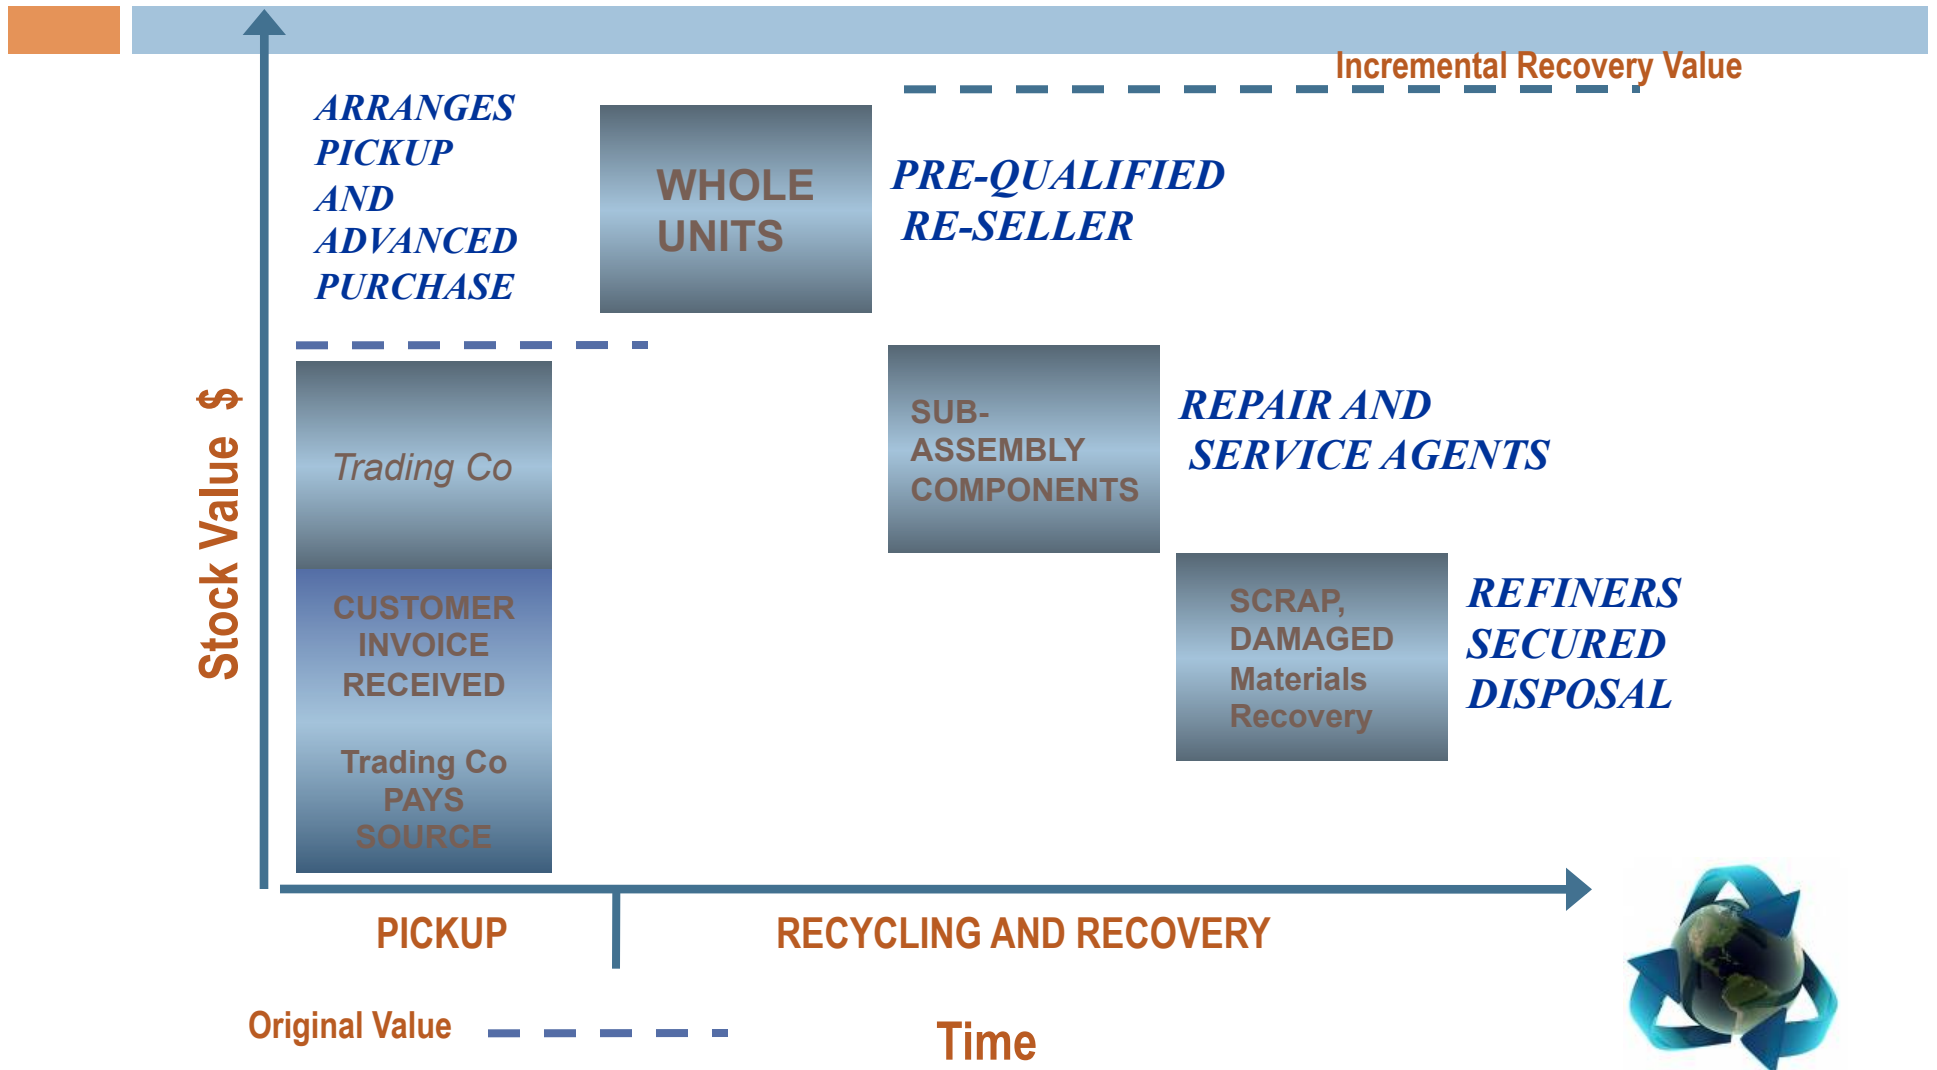 Incremental Recovery Value
ARRANGES
PICKUP
AND
ADVANCED
PURCHASE
WHOLE
UNITS
PRE-QUALIFIED
RE-SELLER
Stock Value $
Trading Co
SUB-
ASSEMBLY
COMPONENTS
REPAIR AND
SERVICE AGENTS
CUSTOMER
INVOICE
RECEIVED
Trading Co
PAYS
SOURCE
SCRAP,
DAMAGED
Materials
Recovery
REFINERS
SECURED
DISPOSAL
PICKUP
RECYCLING AND RECOVERY
Original Value
Time